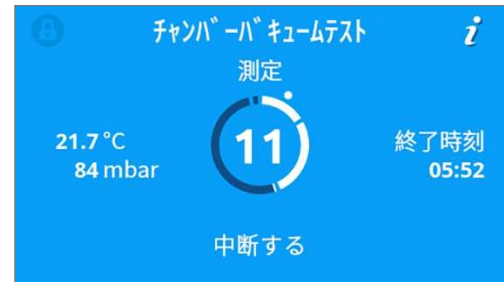 チャンバーバキュームテスト
i
測定
11
21.7 °C
84 mbar
終了時刻
05:52
中断する